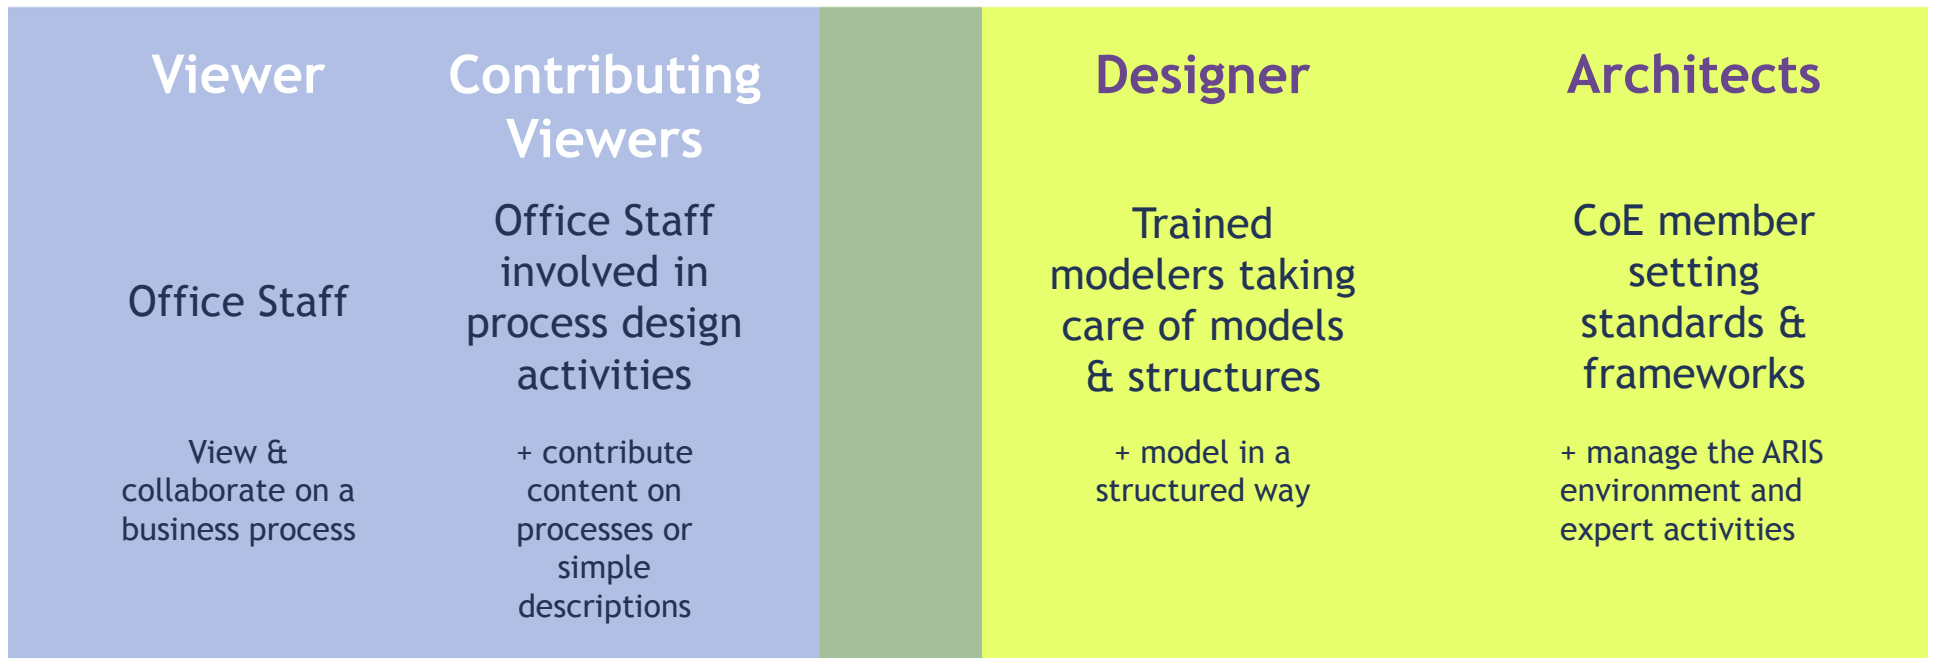 Viewer
Contributing
Viewers
Designer
Architects
Office Staff
Office Staff
involved in
process design
activities
Trained
modelers taking
care of models
& structures
CoE member
setting
standards &
frameworks
View &
collaborate on a
business process
+ contribute
content on
processes or
simple
descriptions
+ model in a
structured way
+ manage the ARIS
environment and
expert activities